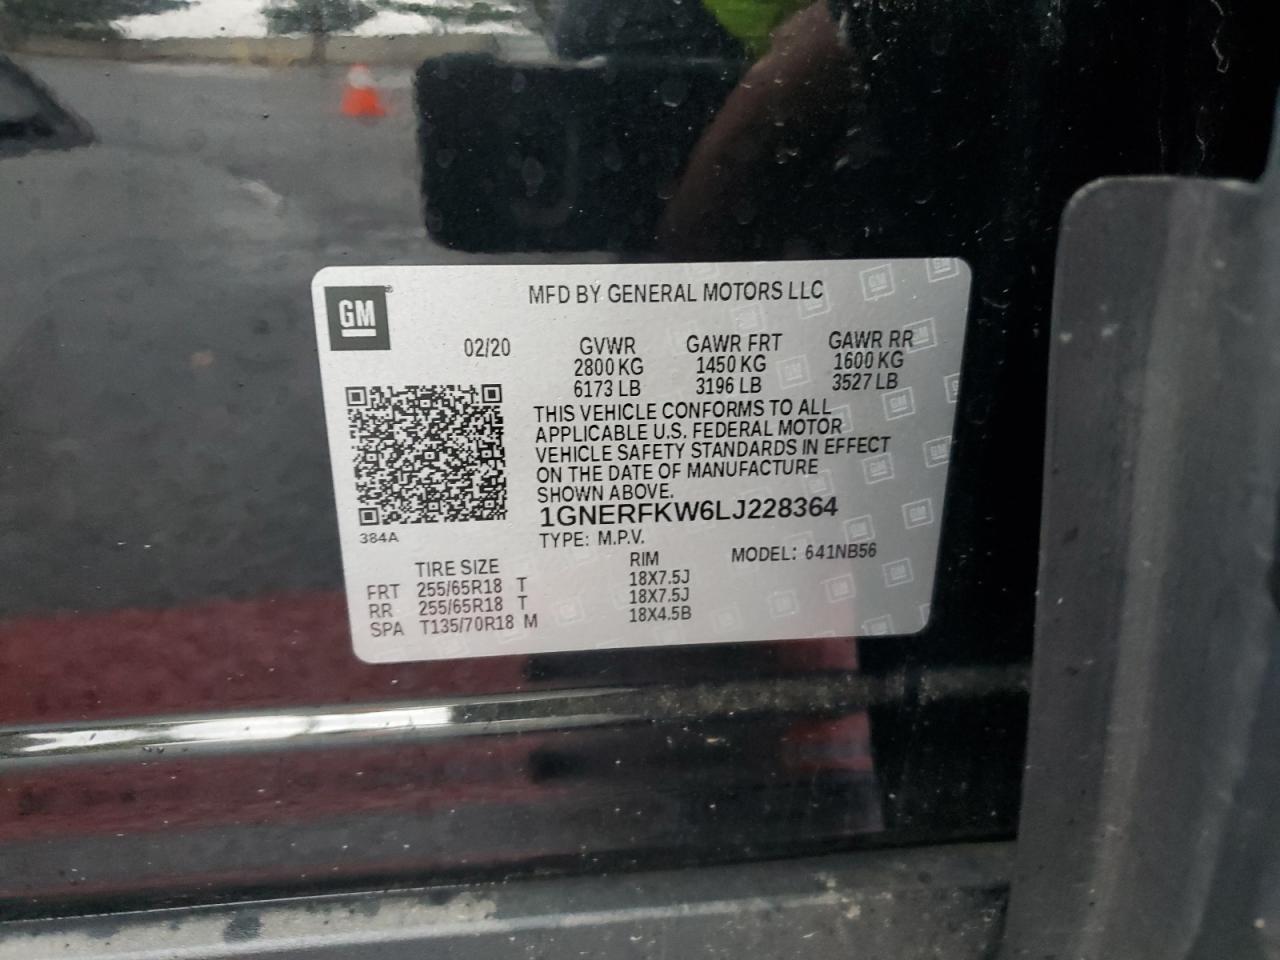 GM
MFD BY GENERAL MOTORS LLC
02/20 GVWR GAWR FRT GAWR RR
2800 KG 1450 KG 1600 KG
6173 LB 3196 LB 3527 LB
THIS VEHICLE CONFORMS TO ALL
APPLICABLE U.S. FEDERAL MOTOR
VEHICLE SAFETY STANDARDS IN EFFECT
ON THE DATE OF MANUFACTURE
SHOWN ABOVE.
1GNERFKW6LJ228364
384A
TYPE: M.P.V. MODEL: 641NB56
TIRE SIZE RIM
FRT 255/65R18 T 18X7.5J
RR 255/65R18 T 18X7.5J
SPA T135/70R18 M 18X4.5B